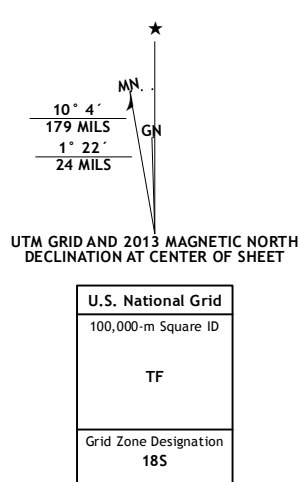 ★
MN
10° 4´
179 MILS
GN
1° 22´
24 MILS
UTM GRID AND 2013 MAGNETIC NORTH
DECLINATION AT CENTER OF SHEET
U.S. National Grid
100,000-m Square ID
TF
Grid Zone Designation
18S